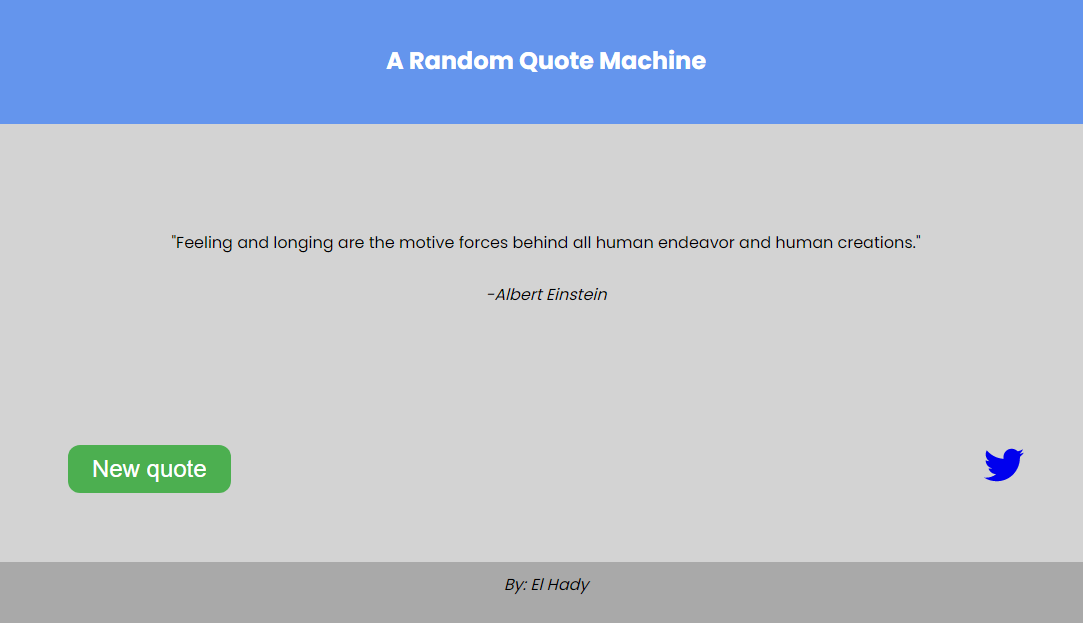 A Random Quote Machine
"Feeling and longing are the motive forces behind all human endeavor and human creations."
-Albert Einstein
New quote
By: El Hady